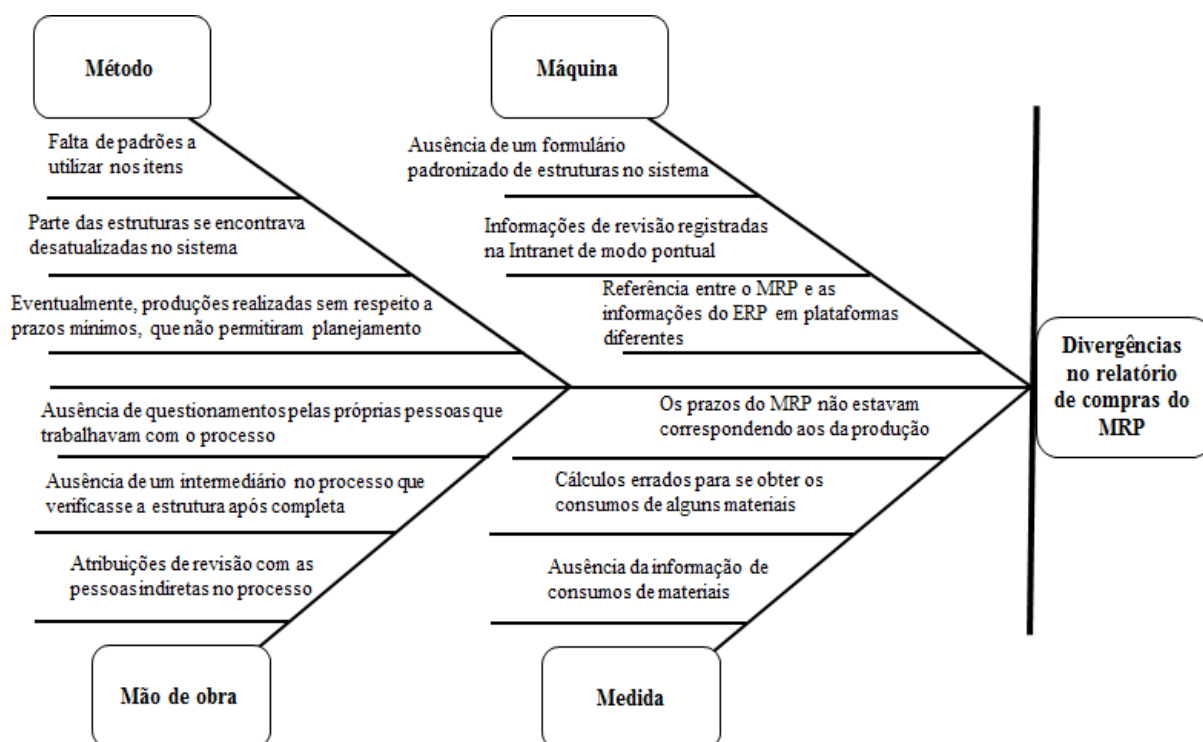 Método
Falta de padrões a
utilizar nos itens
Parte das estruturas se encontrava
desatualizadas no sistema
Eventualmente, produções realizadas sem respeito a
prazos mínimos, que não permitiram planejamento
Máquina
Ausência de um formulário
padronizado de estruturas no sistema
Informações de revisão registradas
na Intranet de modo pontual
Referência entre o MRP e as
informações do ERP em plataformas
diferentes
Divergências
no relatório
de compras do
MRP
Ausência de questionamentos pelas próprias pessoas que
trabalhavam com o processo
Ausência de um intermediário no processo que
verificasse a estrutura após completa
Atribuições de revisão com as
pessoas indiretas no processo
Mão de obra
Os prazos do MRP não estavam
correspondendo aos da produção
Cálculos errados para se obter os
consumos de alguns materiais
Ausência da informação de
consumos de materiais
Medida